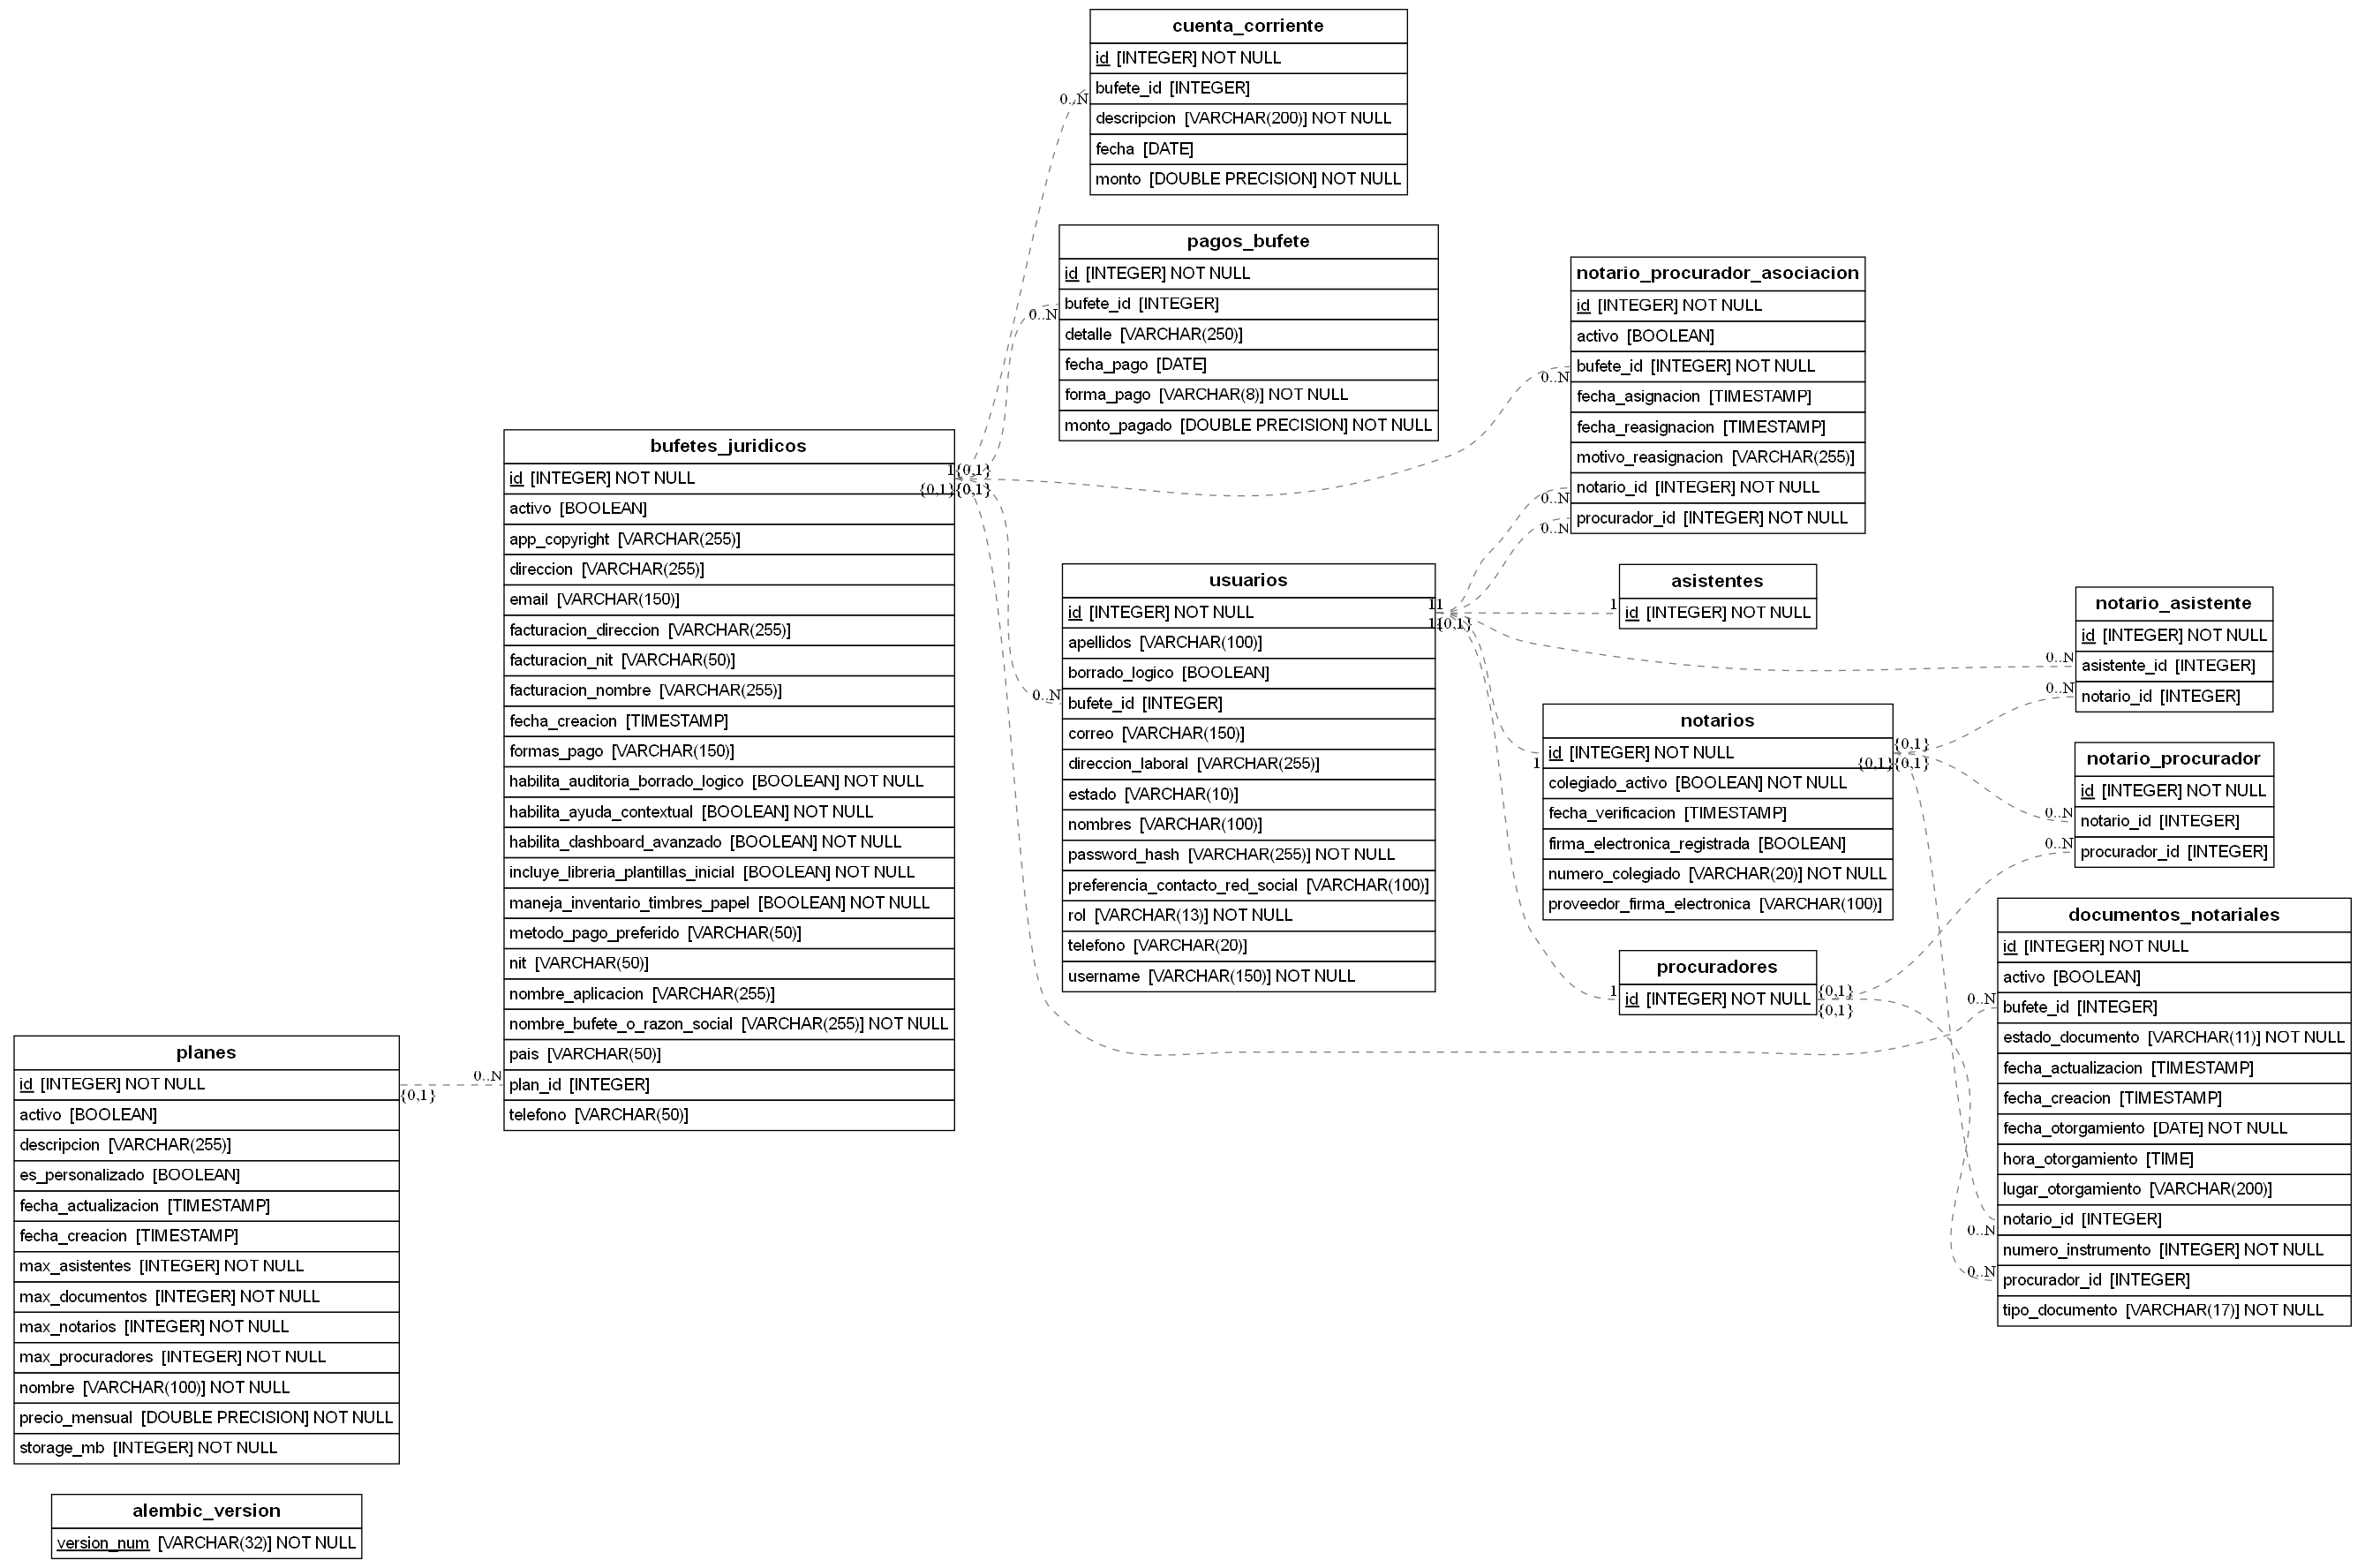 cuenta_corriente
id [INTEGER] NOT NULL
bufete_id [INTEGER]
descripcion [VARCHAR(200)] NOT NULL
fecha [DATE]
monto [DOUBLE PRECISION] NOT NULL
0..N
pagos_bufete
id [INTEGER] NOT NULL
bufete_id [INTEGER]
detalle [VARCHAR(250)]
fecha_pago [DATE]
forma_pago [VARCHAR(8)] NOT NULL
monto_pagado [DOUBLE PRECISION] NOT NULL
0..N
notario_procurador_asociacion
id [INTEGER] NOT NULL
activo [BOOLEAN]
bufete_id [INTEGER] NOT NULL
fecha_asignacion [TIMESTAMP]
fecha_reasignacion [TIMESTAMP]
motivo_reasignacion [VARCHAR(255)]
notario_id [INTEGER] NOT NULL
procurador_id [INTEGER] NOT NULL
0..N
0..N
0..N
bufetes_juridicos
id [INTEGER] NOT NULL
activo [BOOLEAN]
app_copyright [VARCHAR(255)]
direccion [VARCHAR(255)]
email [VARCHAR(150)]
facturacion_direccion [VARCHAR(255)]
facturacion_nit [VARCHAR(50)]
facturacion_nombre [VARCHAR(255)]
fecha_creacion [TIMESTAMP]
formas_pago [VARCHAR(150)]
habilita_auditoria_borrado_logico [BOOLEAN] NOT NULL
habilita_ayuda_contextual [BOOLEAN] NOT NULL
habilita_dashboard_avanzado [BOOLEAN] NOT NULL
incluye_libreria_plantillas_inicial [BOOLEAN] NOT NULL
maneja_inventario_timbres_papel [BOOLEAN] NOT NULL
metodo_pago_preferido [VARCHAR(50)]
nit [VARCHAR(50)]
nombre_aplicacion [VARCHAR(255)]
nombre_bufete_o_razon_social [VARCHAR(255)] NOT NULL
pais [VARCHAR(50)]
plan_id [INTEGER]
telefono [VARCHAR(50)]
1{0,1}
{0,1}{0,1}
0..N
usuarios
id [INTEGER] NOT NULL
apellidos [VARCHAR(100)]
borrado_logico [BOOLEAN]
bufete_id [INTEGER]
correo [VARCHAR(150)]
direccion_laboral [VARCHAR(255)]
estado [VARCHAR(10)]
nombres [VARCHAR(100)]
password_hash [VARCHAR(255)] NOT NULL
preferencia_contacto_red_social [VARCHAR(100)]
rol [VARCHAR(13)] NOT NULL
telefono [VARCHAR(20)]
username [VARCHAR(150)] NOT NULL
0..N
11
1{0,1}
asistentes
id [INTEGER] NOT NULL
1
notario_asistente
id [INTEGER] NOT NULL
asistente_id [INTEGER]
notario_id [INTEGER]
0..N
0..N
notarios
id [INTEGER] NOT NULL
colegiado_activo [BOOLEAN] NOT NULL
fecha_verificacion [TIMESTAMP]
firma_electronica_registrada [BOOLEAN]
numero_colegiado [VARCHAR(20)] NOT NULL
proveedor_firma_electronica [VARCHAR(100)]
1
{0,1}
{0,1}{0,1}
notario_procurador
id [INTEGER] NOT NULL
notario_id [INTEGER]
procurador_id [INTEGER]
0..N
0..N
procuradores
id [INTEGER] NOT NULL
1
{0,1}
{0,1}
documentos_notariales
id [INTEGER] NOT NULL
activo [BOOLEAN]
bufete_id [INTEGER]
estado_documento [VARCHAR(11)] NOT NULL
fecha_actualizacion [TIMESTAMP]
fecha_creacion [TIMESTAMP]
fecha_otorgamiento [DATE] NOT NULL
hora_otorgamiento [TIME]
lugar_otorgamiento [VARCHAR(200)]
notario_id [INTEGER]
numero_instrumento [INTEGER] NOT NULL
procurador_id [INTEGER]
tipo_documento [VARCHAR(17)] NOT NULL
0..N
0..N
0..N
planes
id [INTEGER] NOT NULL
activo [BOOLEAN]
descripcion [VARCHAR(255)]
es_personalizado [BOOLEAN]
fecha_actualizacion [TIMESTAMP]
fecha_creacion [TIMESTAMP]
max_asistentes [INTEGER] NOT NULL
max_documentos [INTEGER] NOT NULL
max_notarios [INTEGER] NOT NULL
max_procuradores [INTEGER] NOT NULL
nombre [VARCHAR(100)] NOT NULL
precio_mensual [DOUBLE PRECISION] NOT NULL
storage_mb [INTEGER] NOT NULL
{0,1}
alembic_version
version_num [VARCHAR(32)] NOT NULL